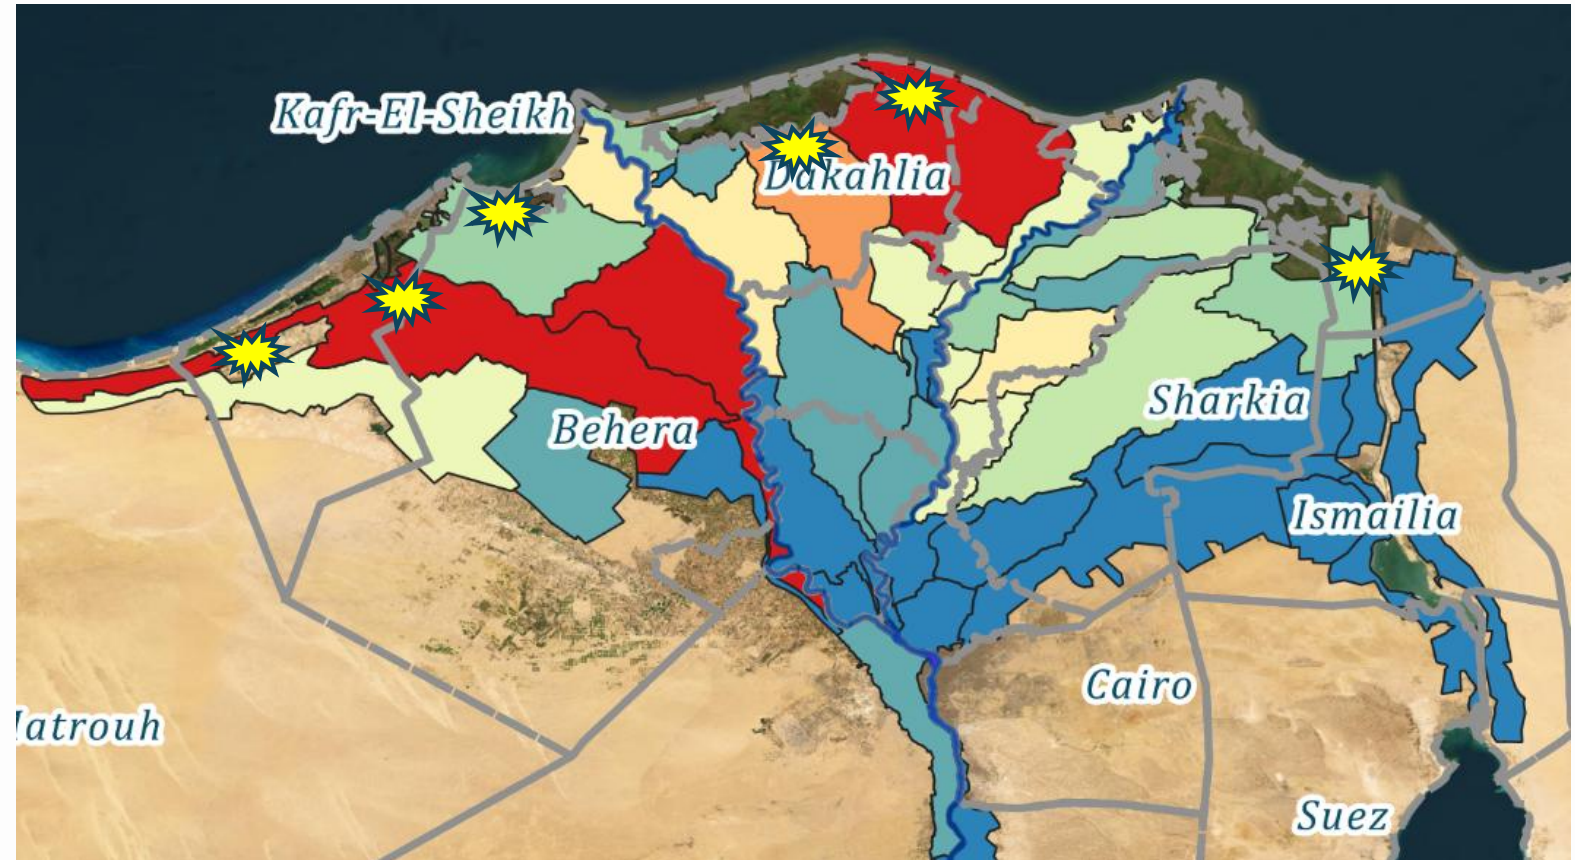 Kafr-El-Sheikh
Dakahlia
Behera
Sharkia
Ismailia
Cairo
atrouh
Suez